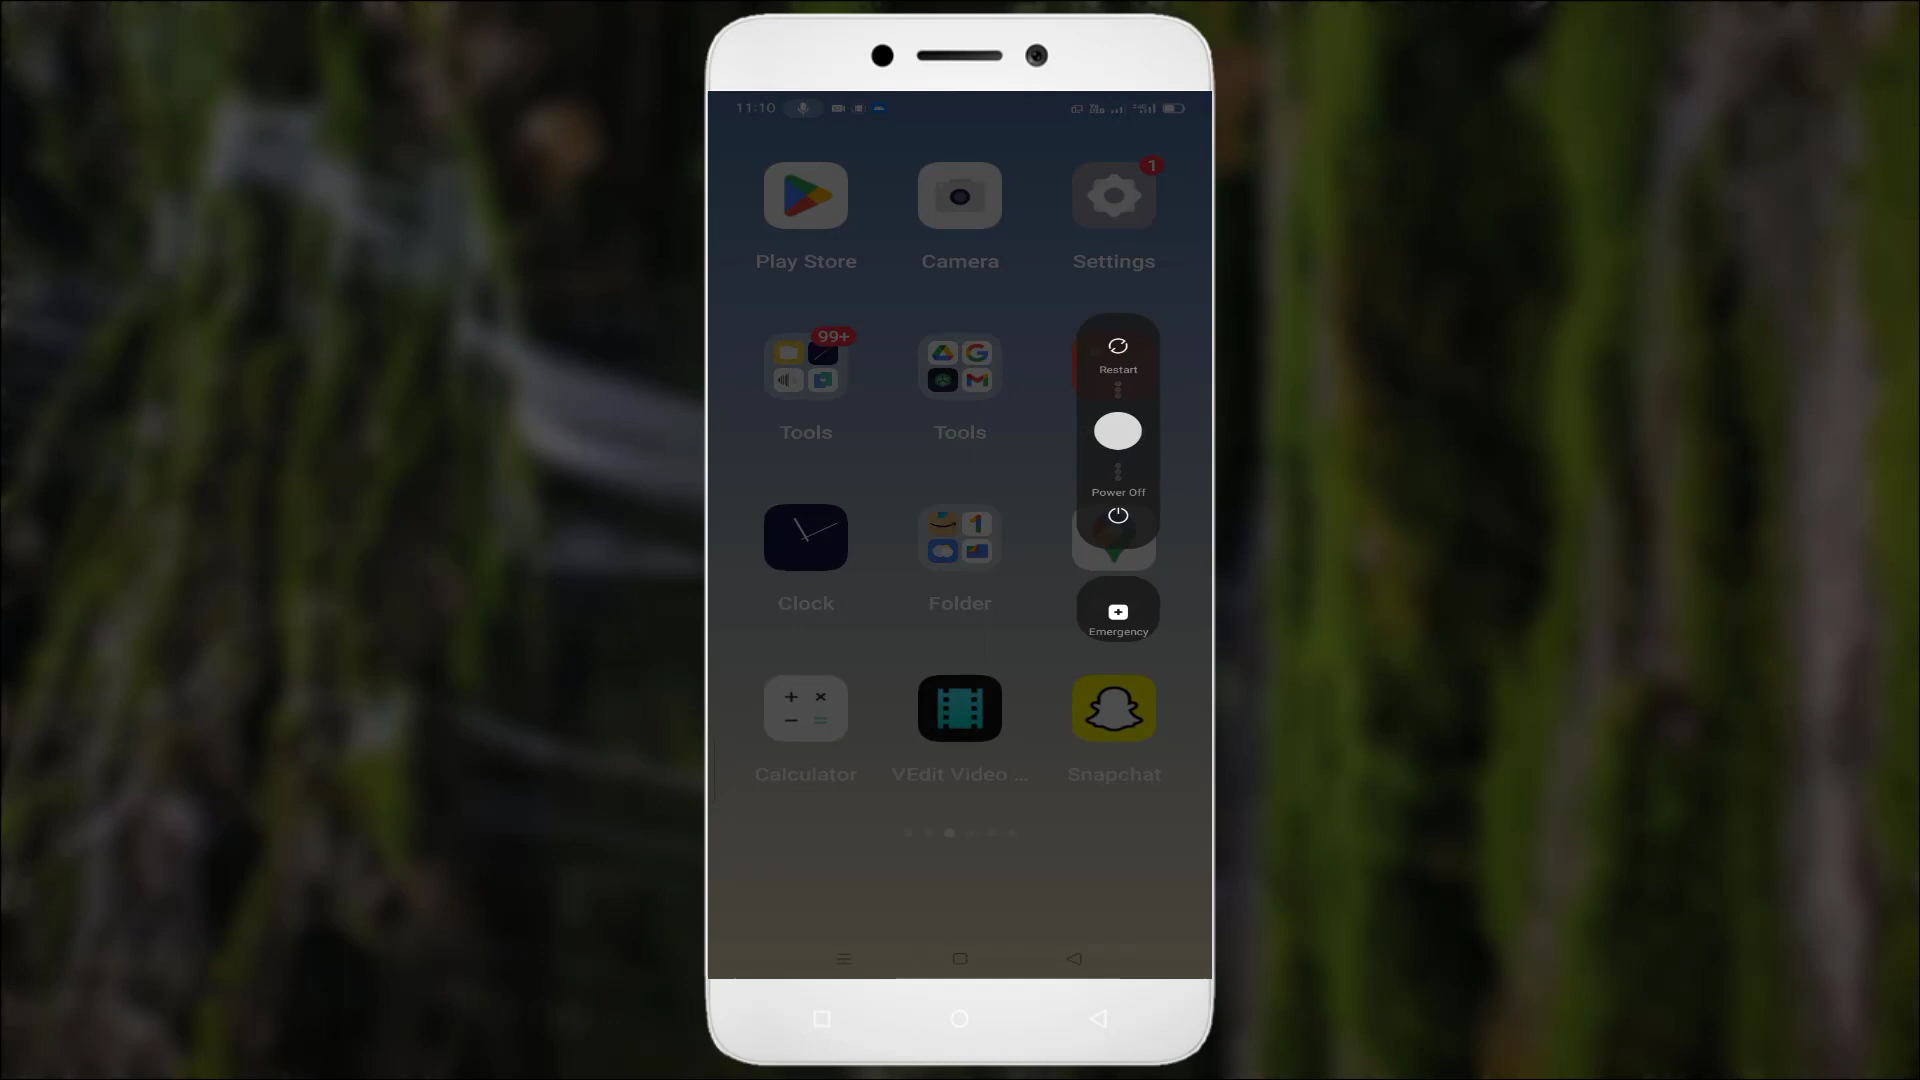 11:10
1
Play Store
Camera
Settings
99+
Restart
Tools
Tools
Power Off
Clock
Folder
Emergency
Calculator
VEdit Video ...
Snapchat